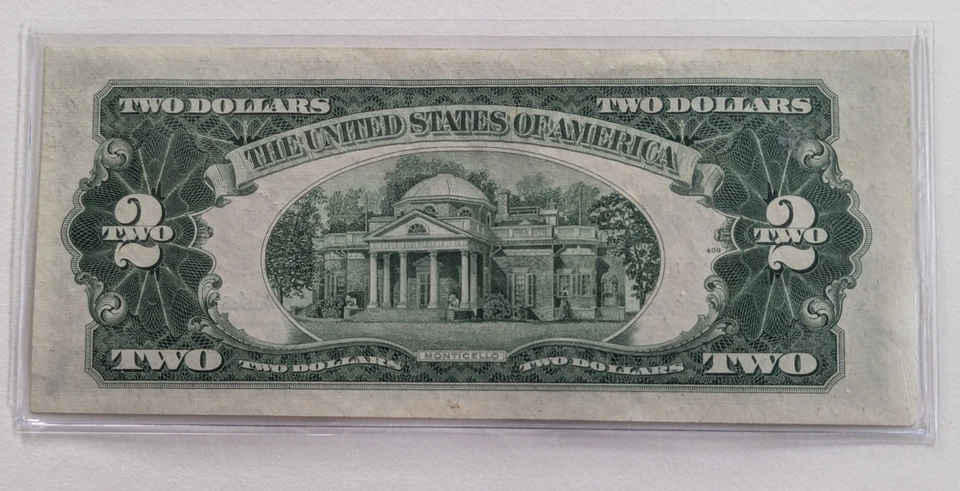 TWO DOLLARS TWO DOLLARS
THE UNITED STATES OF AMERICA
2 2
TWO TWO
409
TWO TWO DOLLARS MONTICELLO TWO DOLLARS TWO